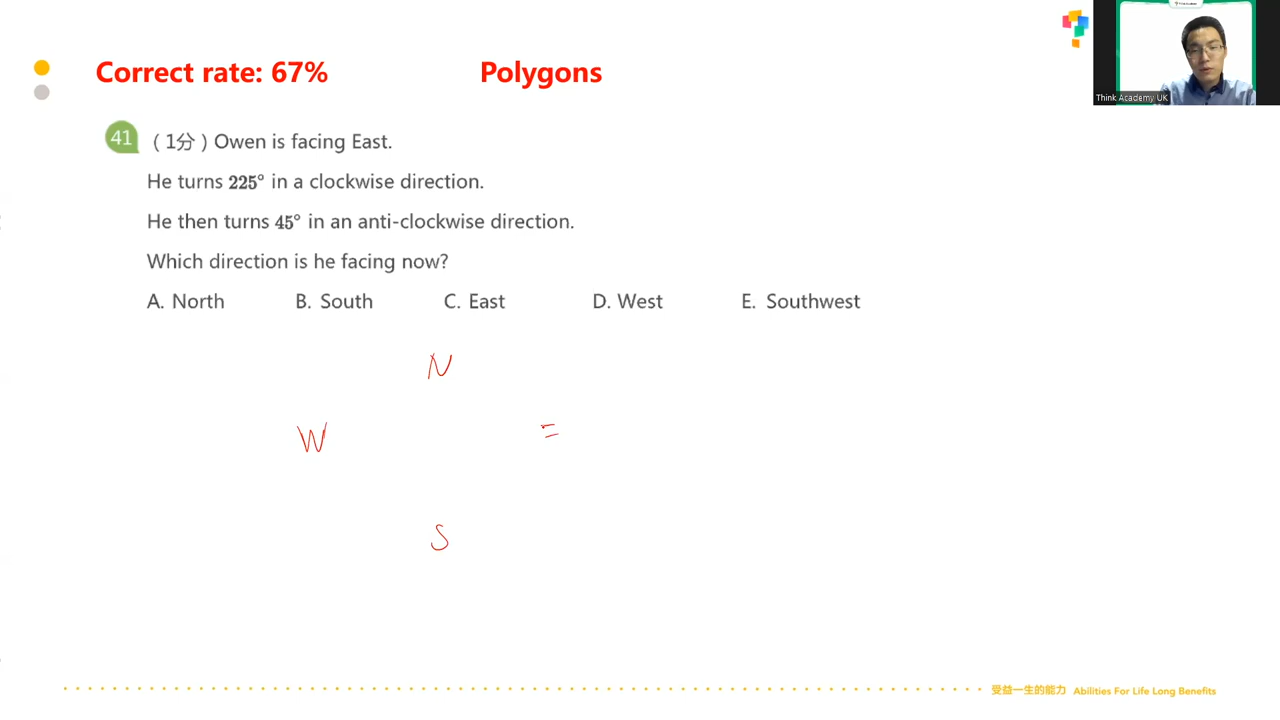 Think Academy UK
Correct rate: 67% Polygons
41 （1分）Owen is facing East.
He turns 225° in a clockwise direction.
He then turns 45° in an anti-clockwise direction.
Which direction is he facing now?
A. North B. South C. East D. West E. Southwest
N
W =
S
受益一生的能力 Abilities For Life Long Benefits